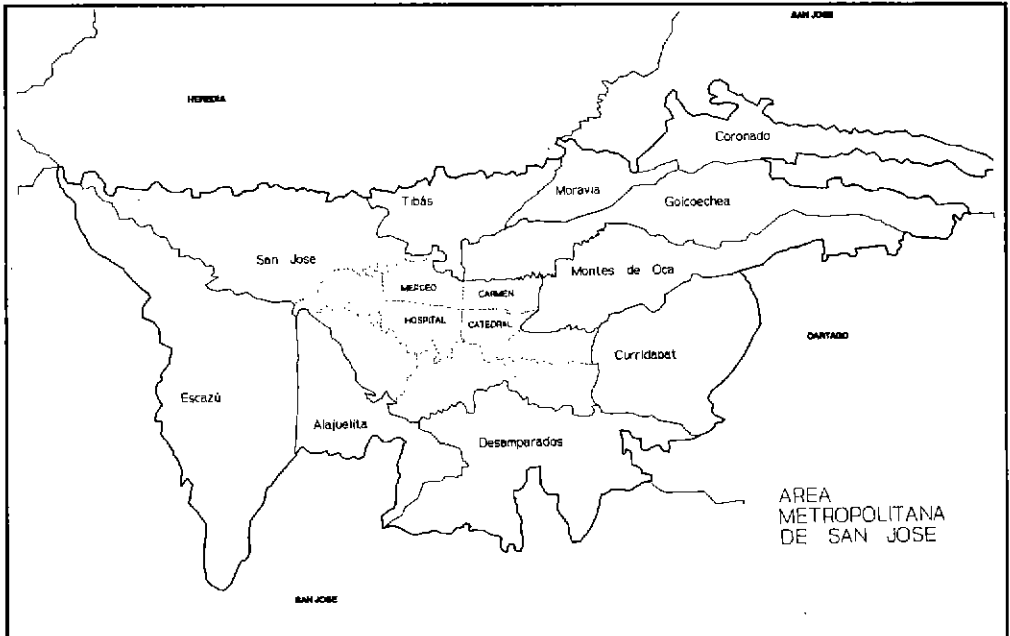 SAN JOSE
HEREDIA
Coronado
Moravia
Tibás
Goicoechea
San Jose
Montes de Oca
MERCED
CARMEN
HOSPITAL
CATEDRAL
CARTAGO
Curridabat
Escazú
Alajuelita
Desamparados
AREA
METROPOLITANA
DE SAN JOSE
SAN JOSE